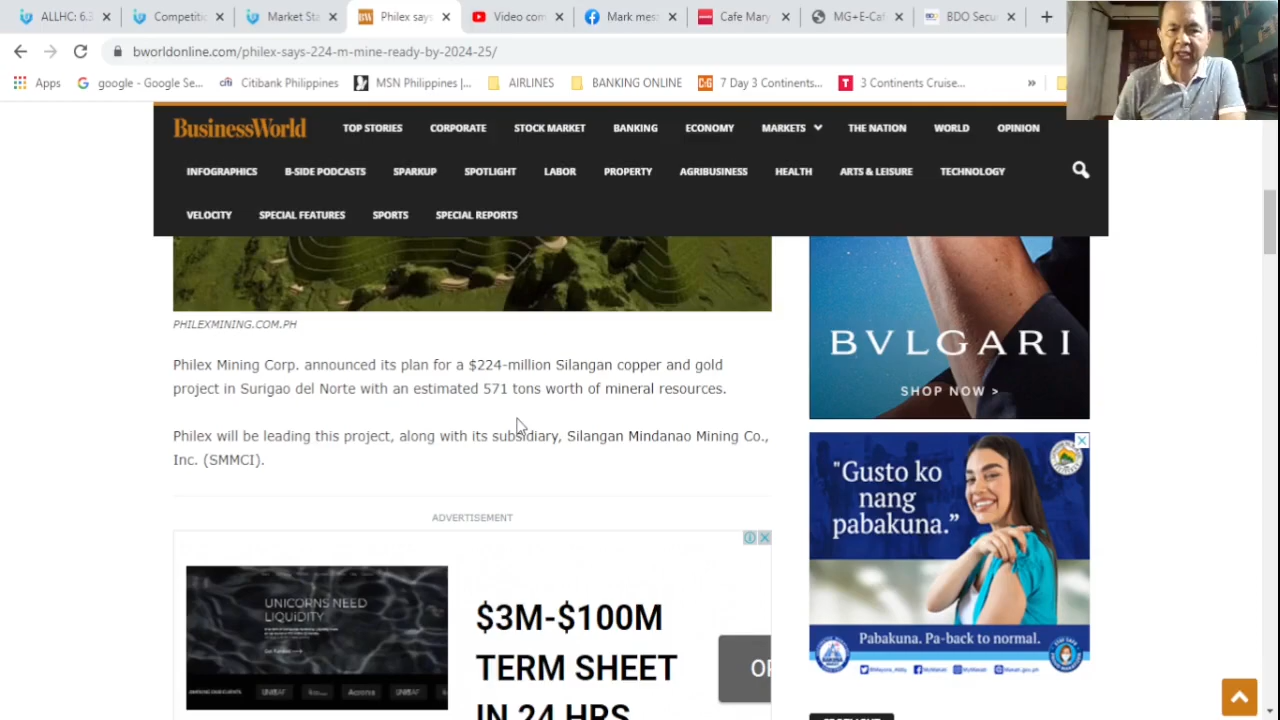 ALLHC: 6.3
Competitic
Market Sta
Philex says
Video com
Mark mess
Cafe Mary
MG+E-Caf
BDO Secu
bworldonline.com/philex-says-224-m-mine-ready-by-2024-25/
Apps
google - Google Se...
Citibank Philippines
MSN Philippines |...
AIRLINES
BANKING ONLINE
7 Day 3 Continents...
3 Continents Cruise...
»
BusinessWorld
TOP STORIES
CORPORATE
STOCK MARKET
BANKING
ECONOMY
MARKETS
THE NATION
WORLD
OPINION
INFOGRAPHICS
B-SIDE PODCASTS
SPARKUP
SPOTLIGHT
LABOR
PROPERTY
AGRIBUSINESS
HEALTH
ARTS & LEISURE
TECHNOLOGY
VELOCITY
SPECIAL FEATURES
SPORTS
SPECIAL REPORTS
PHILEXMINING.COM.PH
Philex Mining Corp. announced its plan for a $224-million Silangan copper and gold
project in Surigao del Norte with an estimated 571 tons worth of mineral resources.
Philex will be leading this project, along with its subsidiary, Silangan Mindanao Mining Co.,
Inc. (SMMCI).
ADVERTISEMENT
UNICORNS NEED
LIQUIDITY
$3M-$100M
TERM SHEET
IN 24 HRS
OP
BVLGARI
SHOP NOW >
"Gusto ko
nang
pabakuna."
Pabakuna. Pa-back to normal.
SPOTLIGHT